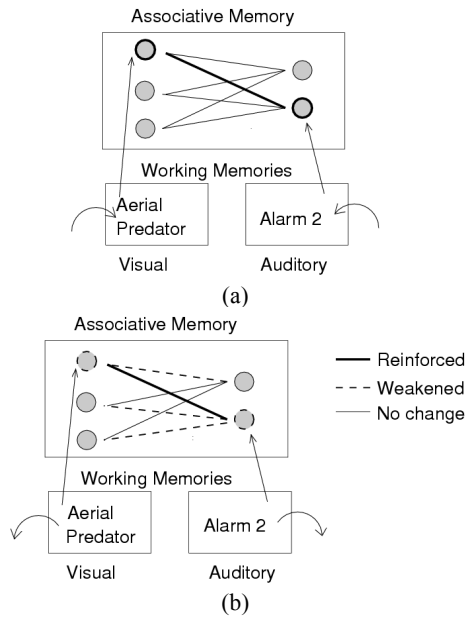 Associative Memory
Working Memories
Aerial
Predator
Alarm 2
Visual
Auditory
(a)
Associative Memory
Reinforced
Weakened
No change
Working Memories
Aerial
Predator
Alarm 2
Visual
Auditory
(b)